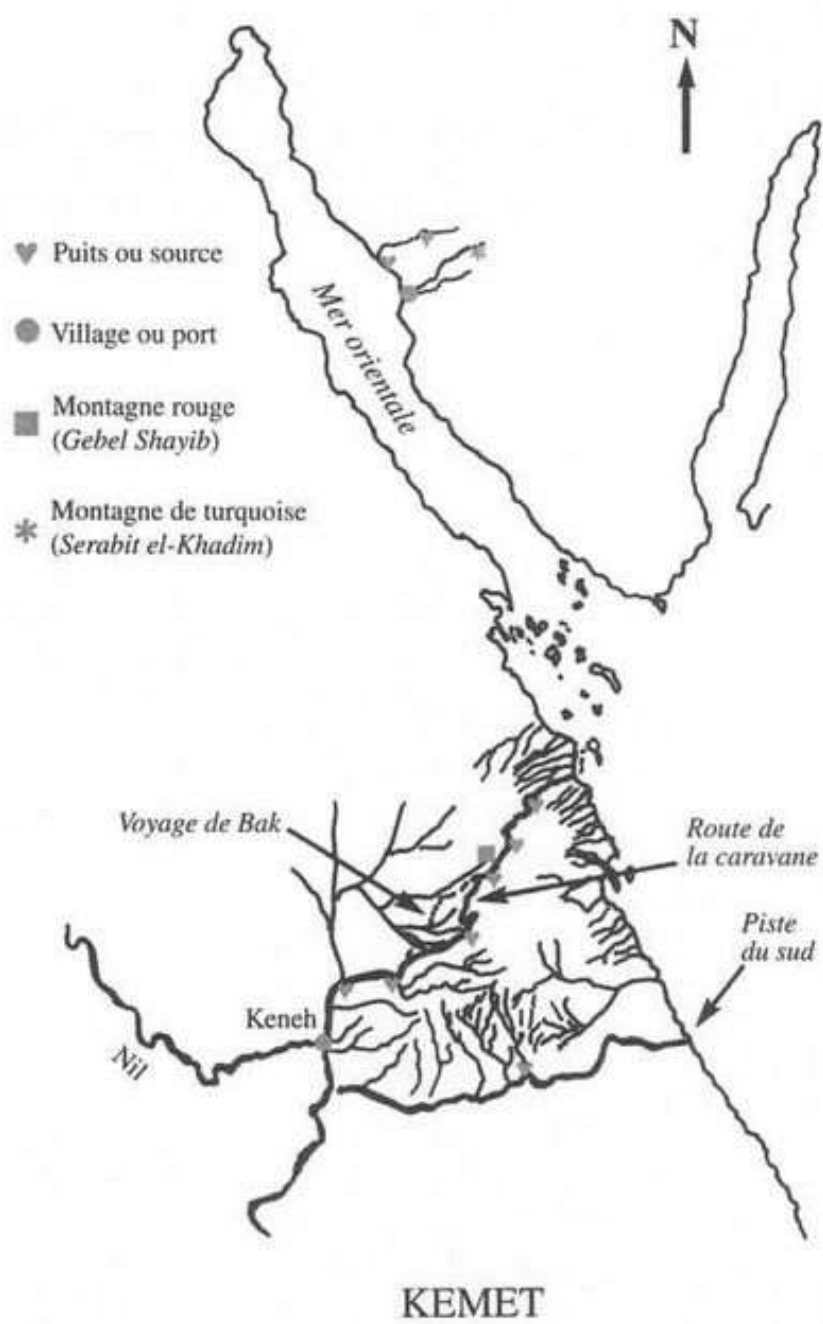 N
Puits ou source
Village ou port
Montagne rouge
(Gebel Shayib)
Montagne de turquoise
(Serabit el-Khadim)
Mer orientale
Voyage de Bak
Route de
la caravane
Piste
du sud
Keneh
Nil
KEMET